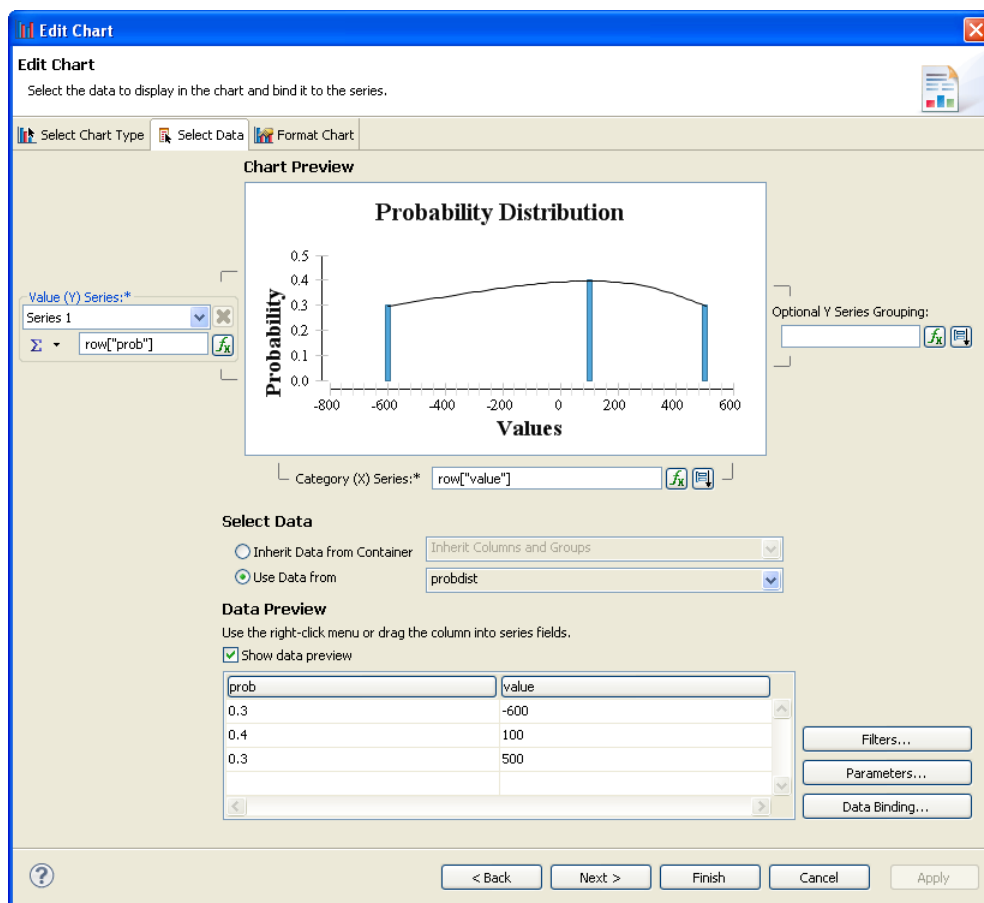 Edit Chart
Edit Chart
Select the data to display in the chart and bind it to the series.
Select Chart Type
Select Data
Format Chart
Chart Preview
Probability Distribution
0.5
0.4
0.3
0.2
0.1
0.0
Probability
-800 -600 -400 -200 0 200 400 600
Values
Value (Y) Series:*
Series 1
Σ row["prob"] fx
Optional Y Series Grouping:
fx
Category (X) Series:* row["value"] fx
Select Data
Inherit Data from Container Inherit Columns and Groups
Use Data from probdist
Data Preview
Use the right-click menu or drag the column into series fields.
Show data preview
prob value
0.3 -600
0.4 100
0.3 500
Filters...
Parameters...
Data Binding...
? < Back Next > Finish Cancel Apply